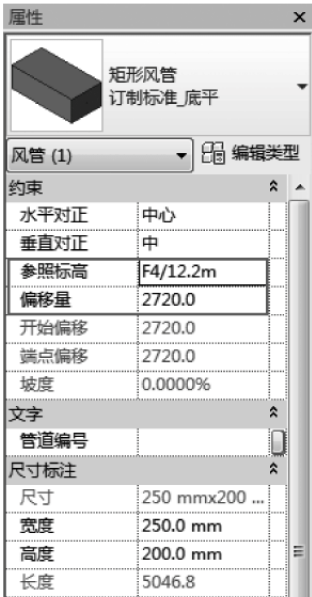 属性
矩形风管
订制标准_底平
风管 (1)
编辑类型
约束
水平对正 中心
垂直对正 中
参照标高 F4/12.2m
偏移量 2720.0
开始偏移 2720.0
端点偏移 2720.0
坡度 0.0000%
文字
管道编号
尺寸标注
尺寸 250 mmx200 ...
宽度 250.0 mm
高度 200.0 mm
长度 5046.8